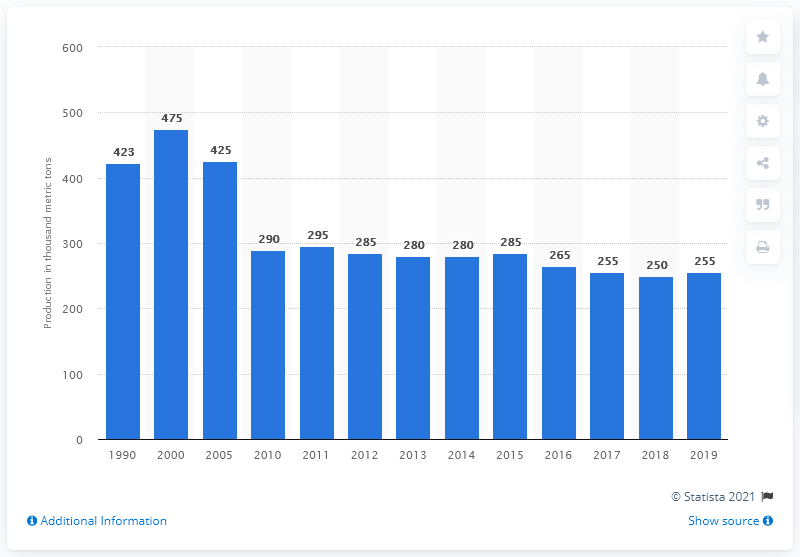 600
500
400
300
200
100
0
Production in thousand metric tons
423 475 425 290 295 285 280 280 285 265 255 250 255
1990 2000 2005 2010 2011 2012 2013 2014 2015 2016 2017 2018 2019
© Statista 2021
Additional Information Show source